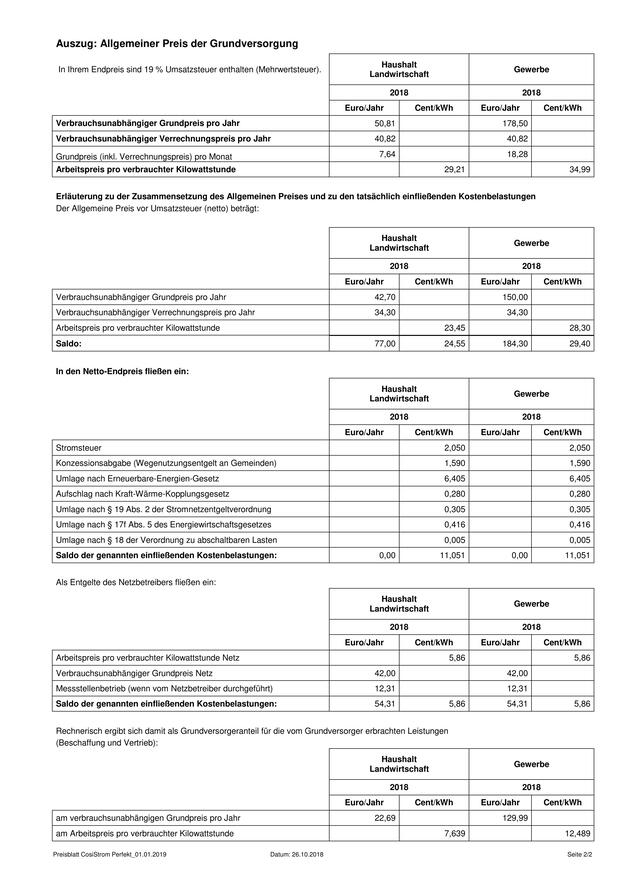 Auszug: Allgemeiner Preis der Grundversorgung
In Ihrem Endpreis sind 19 % Umsatzsteuer enthalten (Mehrwertsteuer).
Haushalt
Landwirtschaft
Gewerbe
2018 2018
Euro/Jahr Cent/kWh Euro/Jahr Cent/kWh
Verbrauchsunabhängiger Grundpreis pro Jahr 50,81 178,50
Verbrauchsunabhängiger Verrechnungspreis pro Jahr 40,82 40,82
Grundpreis (inkl. Verrechnungspreis) pro Monat 7,64 18,28
Arbeitspreis pro verbrauchter Kilowattstunde 29,21 34,99
Erläuterung zu der Zusammensetzung des Allgemeinen Preises und zu den tatsächlich einfließenden Kostenbelastungen
Der Allgemeine Preis vor Umsatzsteuer (netto) beträgt:
Haushalt
Landwirtschaft
Gewerbe
2018 2018
Euro/Jahr Cent/kWh Euro/Jahr Cent/kWh
Verbrauchsunabhängiger Grundpreis pro Jahr 42,70 150,00
Verbrauchsunabhängiger Verrechnungspreis pro Jahr 34,30 34,30
Arbeitspreis pro verbrauchter Kilowattstunde 23,45 28,30
Saldo: 77,00 24,55 184,30 29,40
In den Netto-Endpreis fließen ein:
Haushalt
Landwirtschaft
Gewerbe
2018 2018
Euro/Jahr Cent/kWh Euro/Jahr Cent/kWh
Stromsteuer 2,050 2,050
Konzessionsabgabe (Wegenutzungsentgelt an Gemeinden) 1,590 1,590
Umlage nach Erneuerbare-Energien-Gesetz 6,405 6,405
Aufschlag nach Kraft-Wärme-Kopplungsgesetz 0,280 0,280
Umlage nach § 19 Abs. 2 der Stromnetzentgeltverordnung 0,305 0,305
Umlage nach § 17f Abs. 5 des Energiewirtschaftsgesetzes 0,416 0,416
Umlage nach § 18 der Verordnung zu abschaltbaren Lasten 0,005 0,005
Saldo der genannten einfließenden Kostenbelastungen: 0,00 11,051 0,00 11,051
Als Entgelte des Netzbetreibers fließen ein:
Haushalt
Landwirtschaft
Gewerbe
2018 2018
Euro/Jahr Cent/kWh Euro/Jahr Cent/kWh
Arbeitspreis pro verbrauchter Kilowattstunde Netz 5,86 5,86
Verbrauchsunabhängiger Grundpreis Netz 42,00 42,00
Messstellenbetrieb (wenn vom Netzbetreiber durchgeführt) 12,31 12,31
Saldo der genannten einfließenden Kostenbelastungen: 54,31 5,86 54,31 5,86
Rechnerisch ergibt sich damit als Grundversorgeranteil für die vom Grundversorger erbrachten Leistungen
(Beschaffung und Vertrieb):
Haushalt
Landwirtschaft
Gewerbe
2018 2018
Euro/Jahr Cent/kWh Euro/Jahr Cent/kWh
am verbrauchsunabhängigen Grundpreis pro Jahr 22,69 129,99
am Arbeitspreis pro verbrauchter Kilowattstunde 7,639 12,489
Preisblatt CosiStrom Perfekt_01.01.2019 Datum: 26.10.2018 Seite 2/2